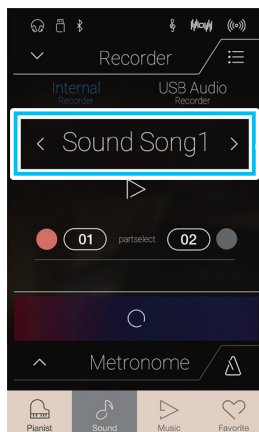 Recorder
Internal
Recorder
USB Audio
Recorder
< Sound Song1 >
01 partselect 02
Metronome
Pianist Sound Music Favorite